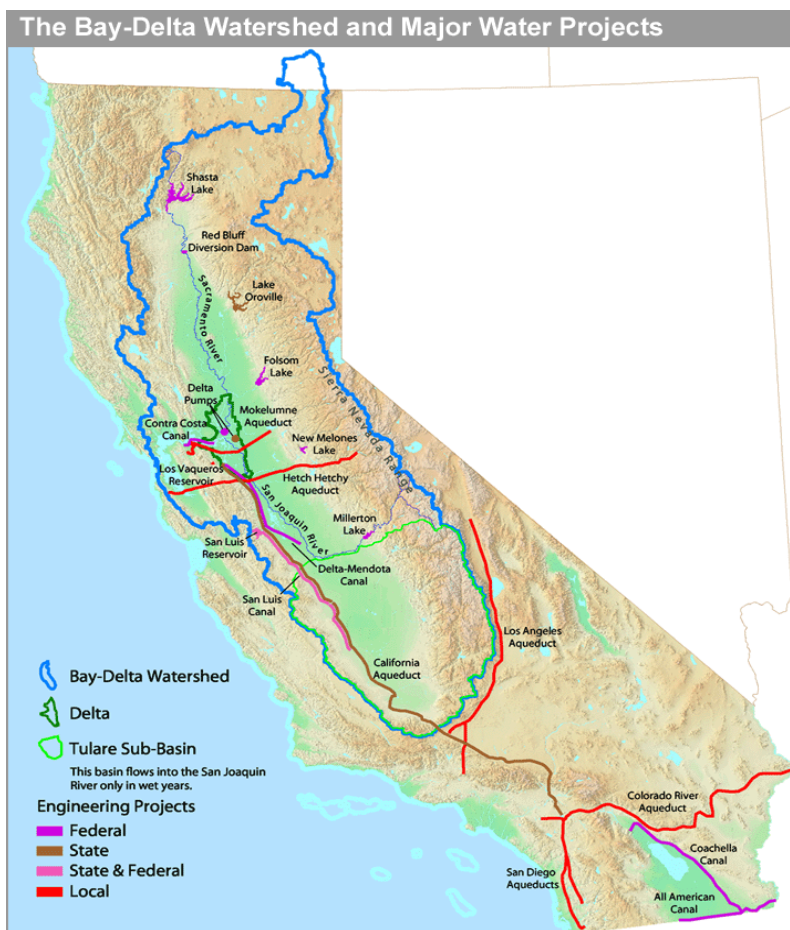 The Bay-Delta Watershed and Major Water Projects
Shasta
Lake
Red Bluff
Diversion Dam
Sacramento River
Lake
Oroville
Folsom
Lake
Sierra Nevada Range
Delta
Pumps
Mokelumne
Aqueduct
Contra Costa
Canal
New Melones
Lake
Los Vaqueros
Reservoir
Hetch Hetchy
Aqueduct
San Joaquin River
Millerton
Lake
San Luis
Reservoir
Delta-Mendota
Canal
San Luis
Canal
Los Angeles
Aqueduct
California
Aqueduct
Bay-Delta Watershed
Delta
Tulare Sub-Basin
This basin flows into the San Joaquin
River only in wet years.
Engineering Projects
Federal
State
State & Federal
Local
Colorado River
Aqueduct
Coachella
Canal
San Diego
Aqueducts
All American
Canal